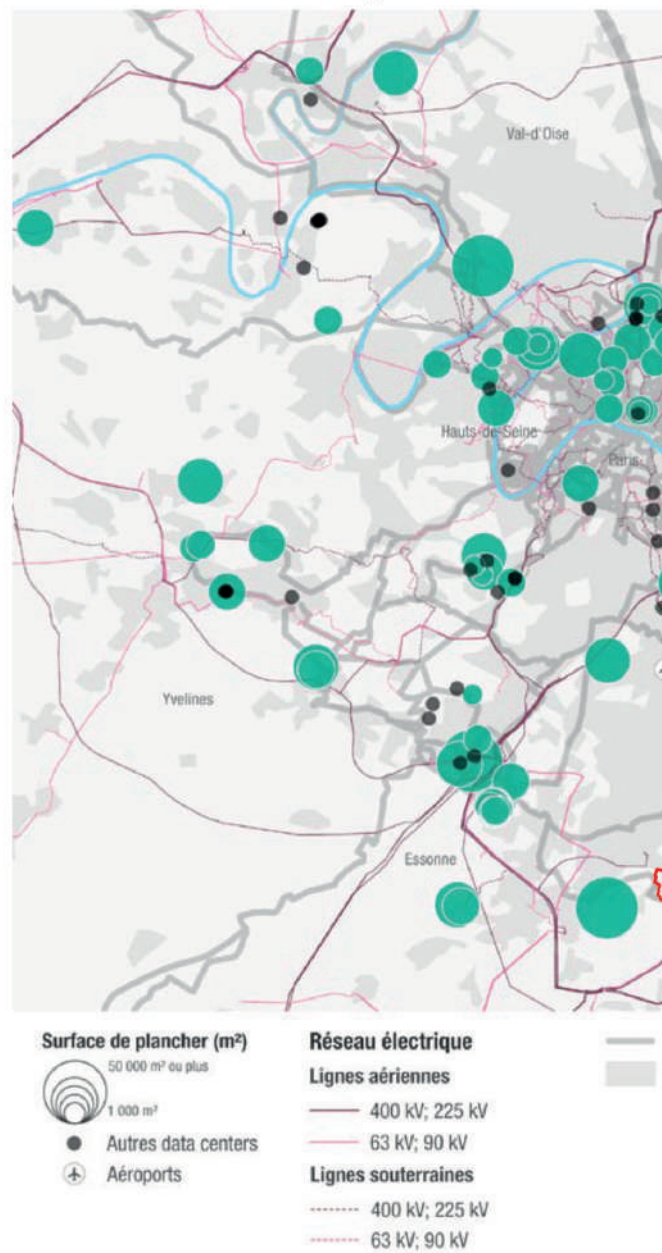 Val-d'Oise
Hauts-de-Seine
Paris
Yvelines
Essonne
Surface de plancher (m²)
50 000 m² ou plus
1 000 m²
Autres data centers
Aéroports
Réseau électrique
Lignes aériennes
400 kV; 225 kV
63 kV; 90 kV
Lignes souterraines
400 kV; 225 kV
63 kV; 90 kV